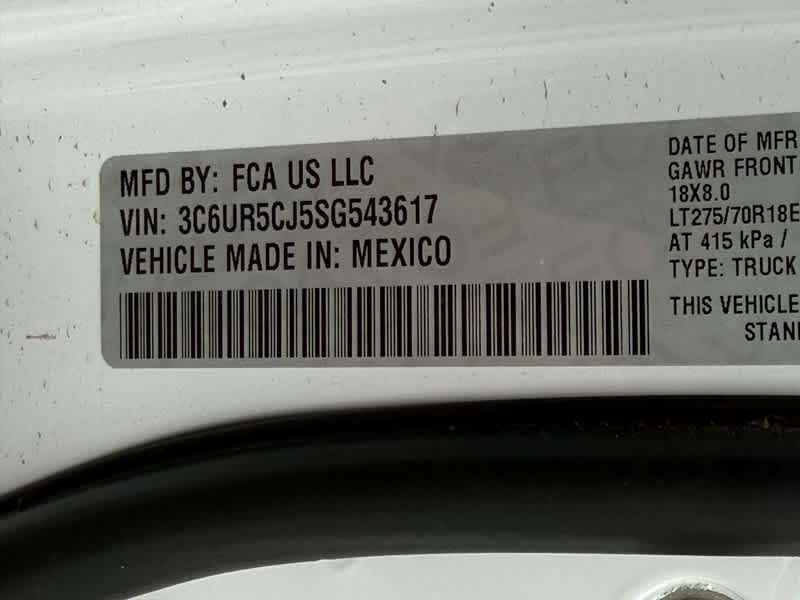 MFD BY: FCA US LLC
VIN: 3C6UR5CJ5SG543617
VEHICLE MADE IN: MEXICO
DATE OF MFR
GAWR FRONT
18X8.0
LT275/70R18E
AT 415 kPa /
TYPE: TRUCK
THIS VEHICLE
STAN